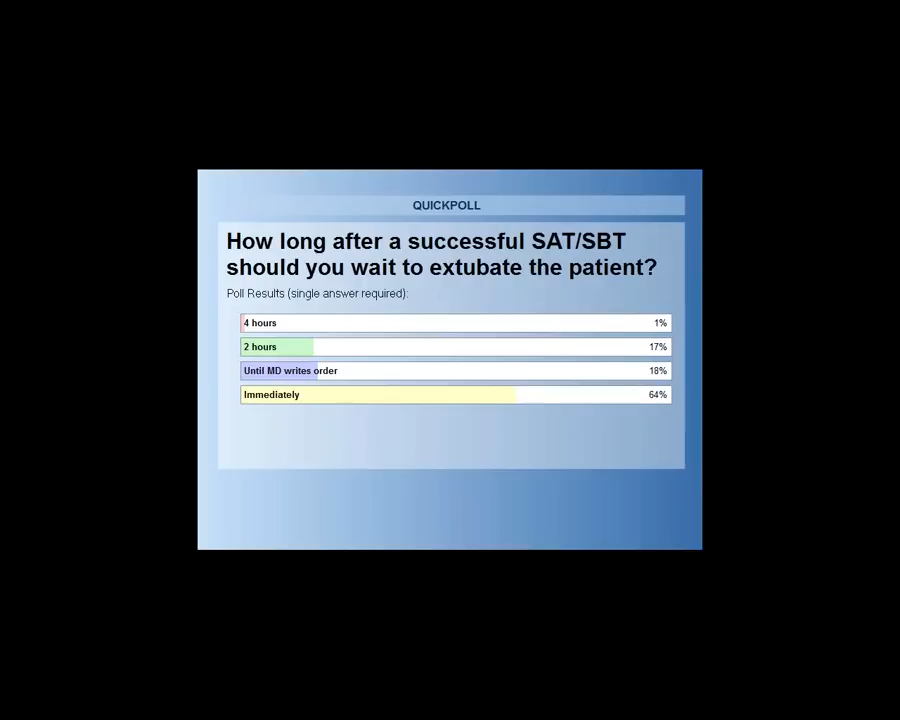 QUICKPOLL
How long after a successful SAT/SBT
should you wait to extubate the patient?
Poll Results (single answer required):
4 hours 1%
2 hours 17%
Until MD writes order 18%
Immediately 64%